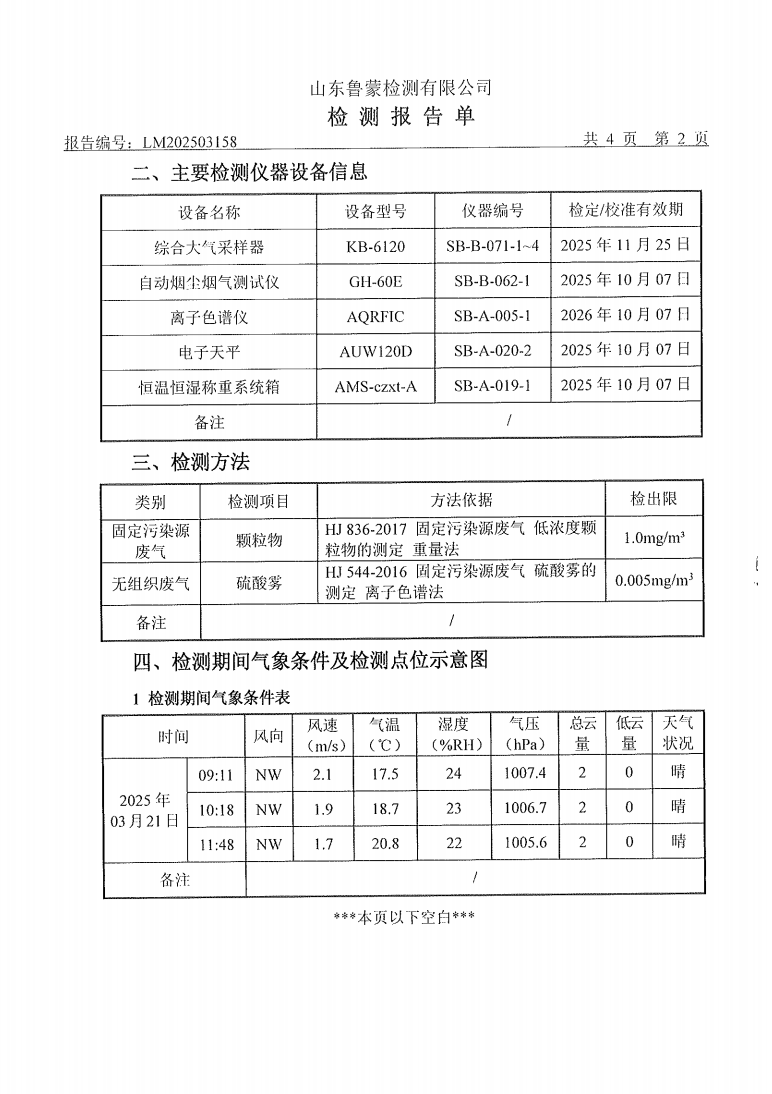 山东鲁蒙检测有限公司
检 测 报 告 单
报告编号：LM202503158 共 4 页 第 2 页
二、主要检测仪器设备信息
设备名称 设备型号 仪器编号 检定/校准有效期
综合大气采样器 KB-6120 SB-B-071-1~4 2025 年 11 月 25 日
自动烟尘烟气测试仪 GH-60E SB-B-062-1 2025 年 10 月 07 日
离子色谱仪 AQRFIC SB-A-005-1 2026 年 10 月 07 日
电子天平 AUW120D SB-A-020-2 2025 年 10 月 07 日
恒温恒湿称重系统箱 AMS-czxt-A SB-A-019-1 2025 年 10 月 07 日
备注 /
三、检测方法
类别 检测项目 方法依据 检出限
固定污染源
废气
颗粒物
HJ 836-2017 固定污染源废气 低浓度颗
粒物的测定 重量法
1.0mg/m³
无组织废气
硫酸雾
HJ 544-2016 固定污染源废气 硫酸雾的
测定 离子色谱法
0.005mg/m³
备注 /
四、检测期间气象条件及检测点位示意图
1 检测期间气象条件表
时间
风向
风速
（m/s）
气温
（℃）
湿度
（%RH）
气压
（hPa）
总云
量
低云
量
天气
状况
2025 年
03 月 21 日
09:11 NW 2.1 17.5 24 1007.4 2 0 晴
10:18 NW 1.9 18.7 23 1006.7 2 0 晴
11:48 NW 1.7 20.8 22 1005.6 2 0 晴
备注 /
***本页以下空白***